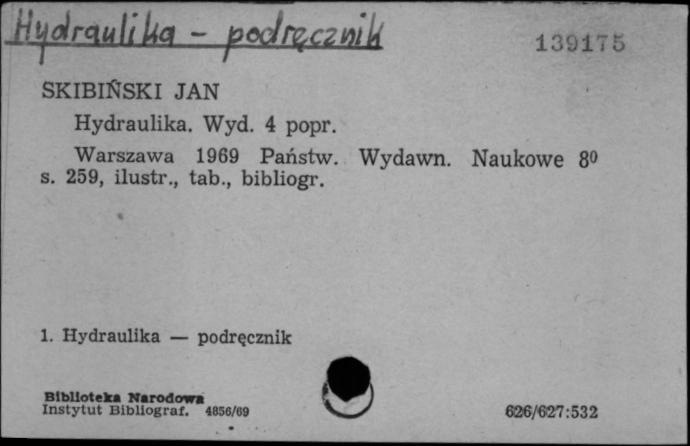 Hydraulika - podręcznik
139175
SKIBIŃSKI JAN
Hydraulika. Wyd. 4 popr.
Warszawa 1969 Państw. Wydawn. Naukowe 8⁰
s. 259, ilustr., tab., bibliogr.
1. Hydraulika — podręcznik
Biblioteka Narodowa
Instytut Bibliograf. 4856/69
626/627:532